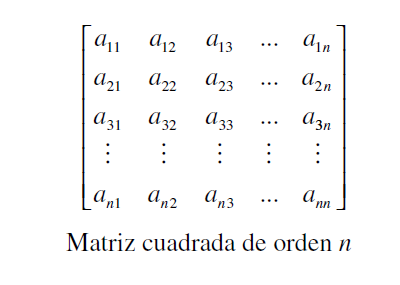 a11 a12 a13 ... a1n
a21 a22 a23 ... a2n
a31 a32 a33 ... a3n
⋮ ⋮ ⋮ ⋮ ⋮
an1 an2 an3 ... ann
Matriz cuadrada de orden n